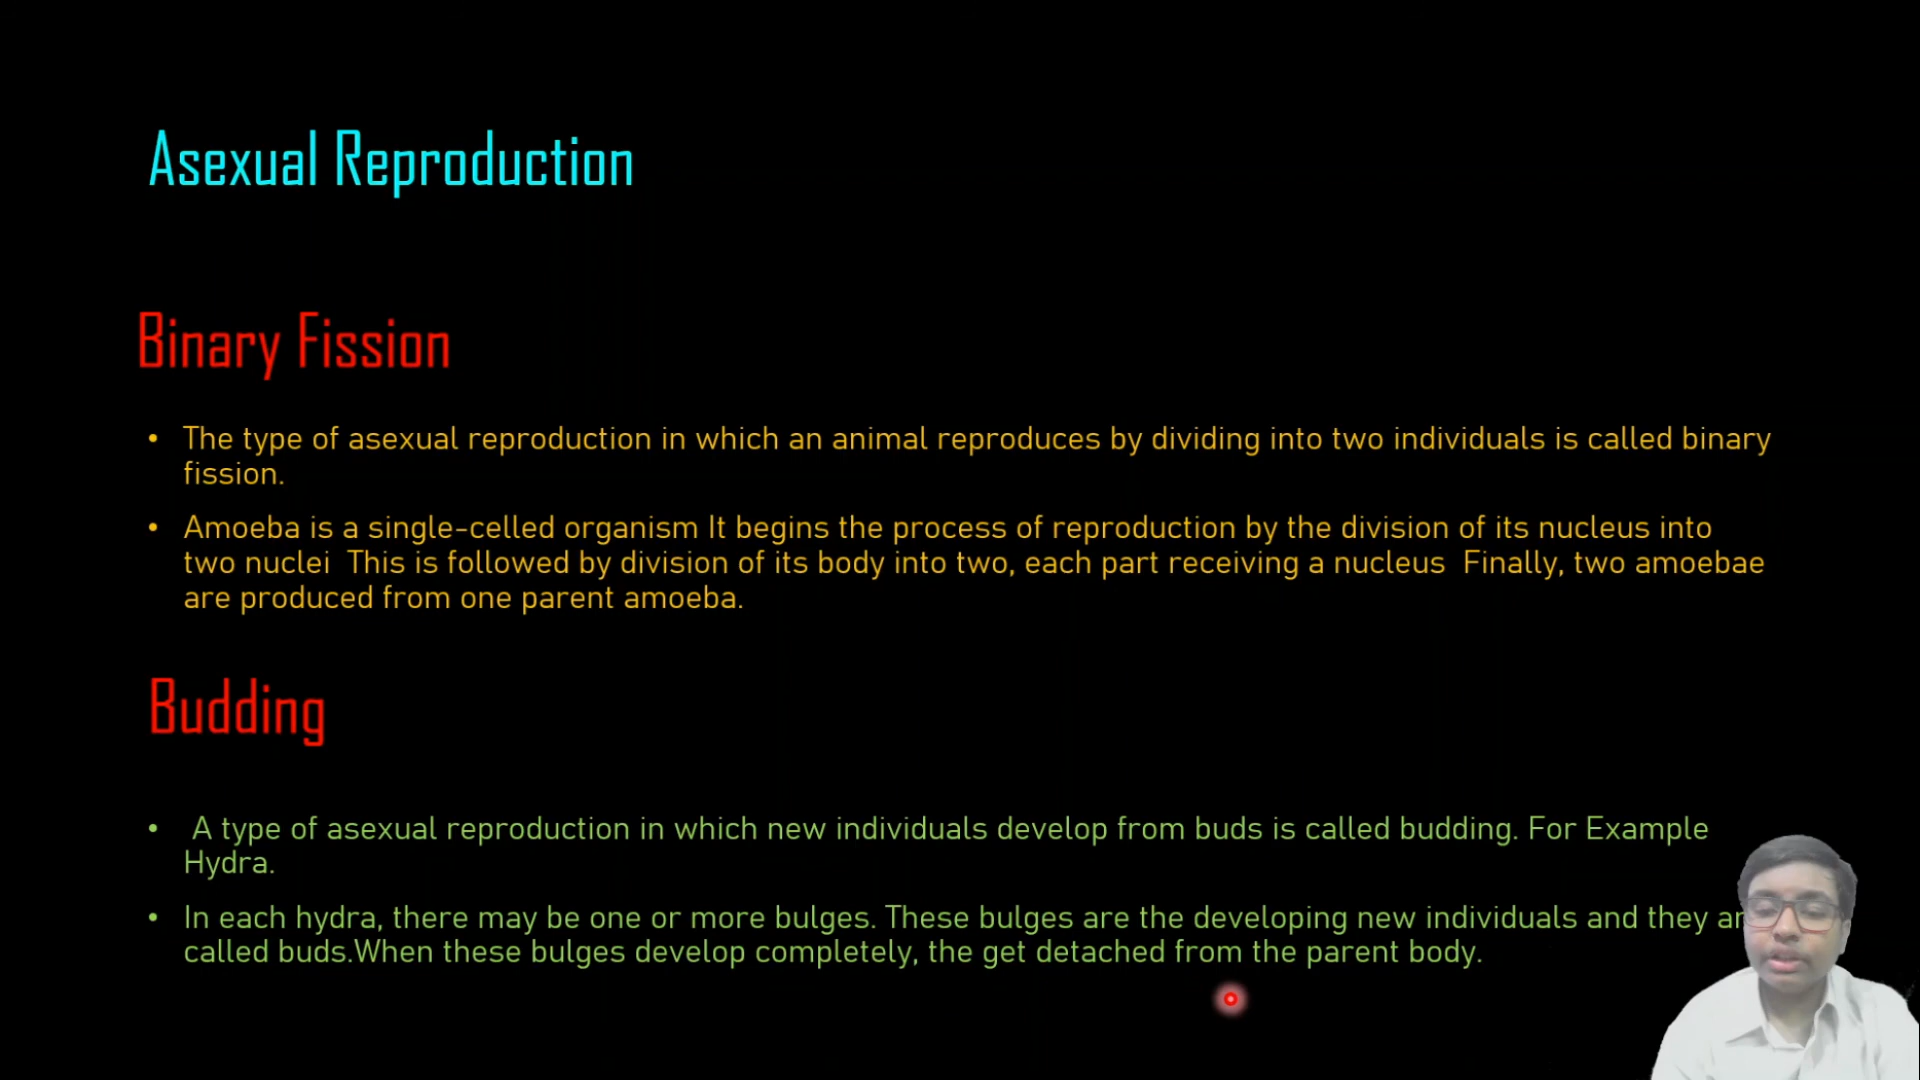 Asexual Reproduction
Binary Fission
• The type of asexual reproduction in which an animal reproduces by dividing into two individuals is called binary
fission.
• Amoeba is a single-celled organism It begins the process of reproduction by the division of its nucleus into
two nuclei  This is followed by division of its body into two, each part receiving a nucleus  Finally, two amoebae
are produced from one parent amoeba.
Budding
• A type of asexual reproduction in which new individuals develop from buds is called budding. For Example
Hydra.
• In each hydra, there may be one or more bulges. These bulges are the developing new individuals and they
called buds.When these bulges develop completely, the get detached from the parent body.